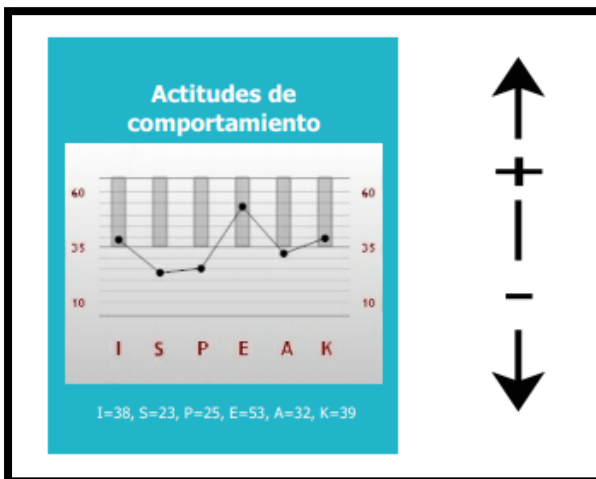 Actitudes de
comportamiento
60 60
35 35
10 10
I S P E A K
I=38, S=23, P=25, E=53, A=32, K=39
+
-